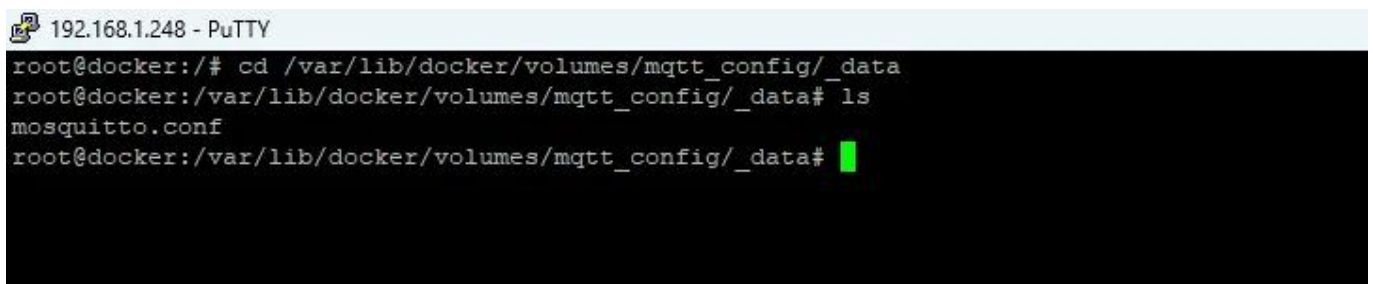 192.168.1.248 - PuTTY
root@docker:/# cd /var/lib/docker/volumes/mqtt_config/_data
root@docker:/var/lib/docker/volumes/mqtt_config/_data# ls
mosquitto.conf
root@docker:/var/lib/docker/volumes/mqtt_config/_data#